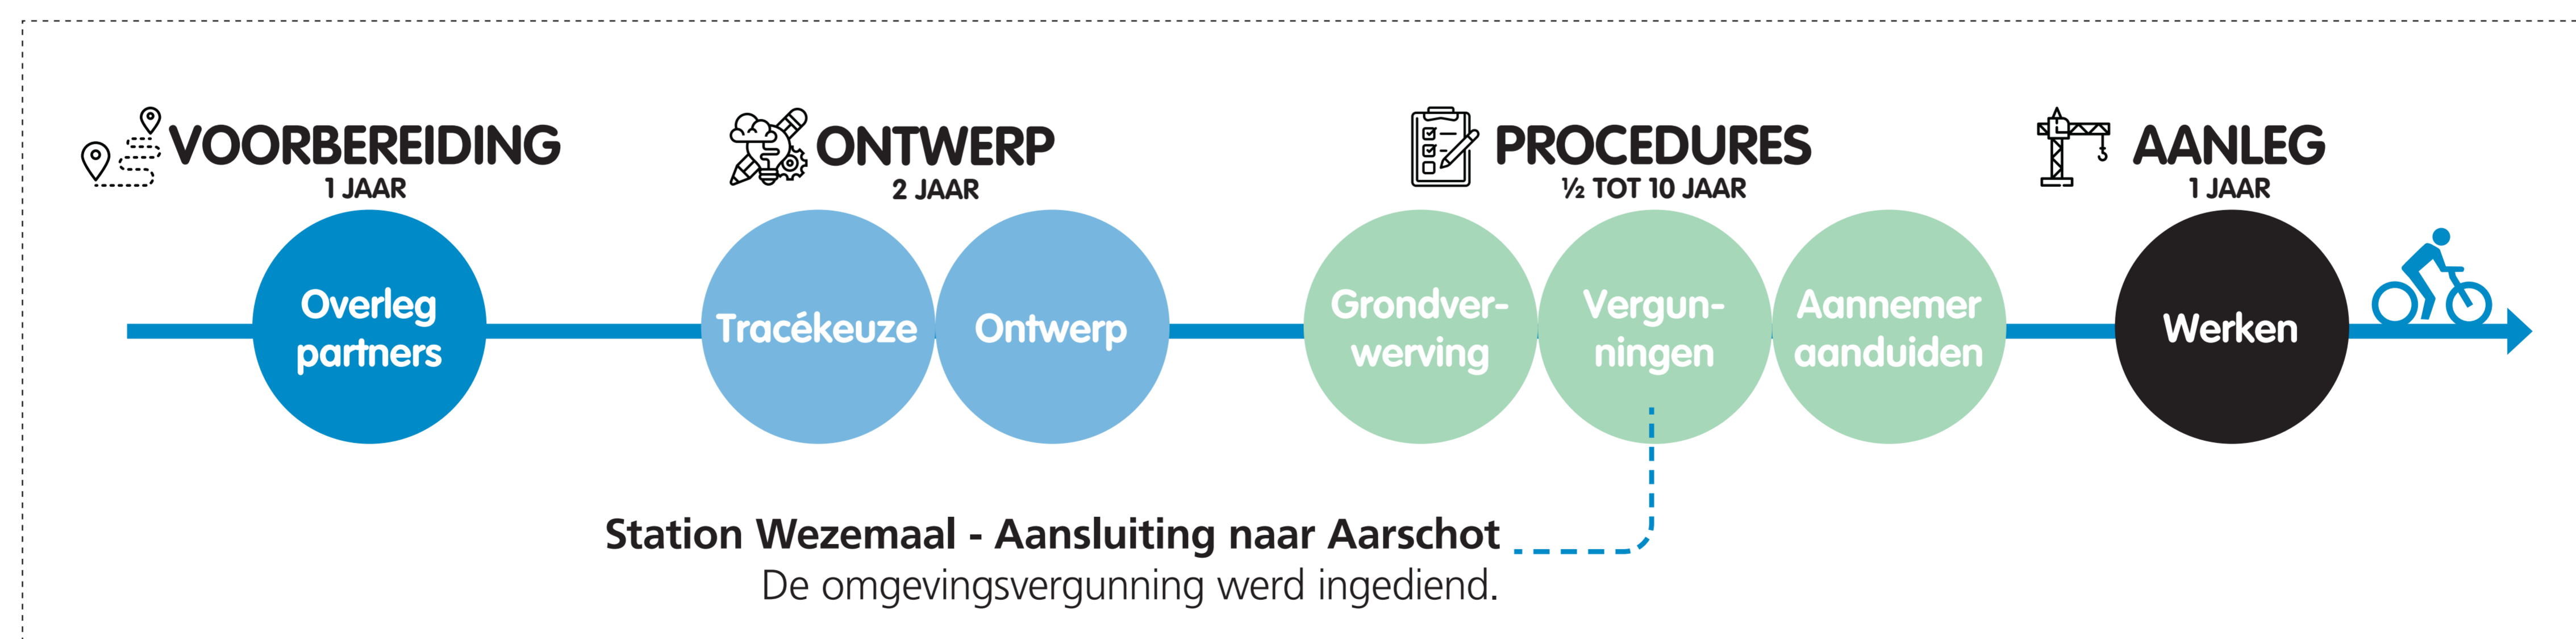 VOORBEREIDING
1 JAAR
ONTWERP
2 JAAR
PROCEDURES
½ TOT 10 JAAR
AANLEG
1 JAAR
Overleg
partners
Tracékeuze
Ontwerp
Grondver-
werving
Vergun-
ningen
Aannemer
aanduiden
Werken
Station Wezemaal - Aansluiting naar Aarschot
De omgevingsvergunning werd ingediend.